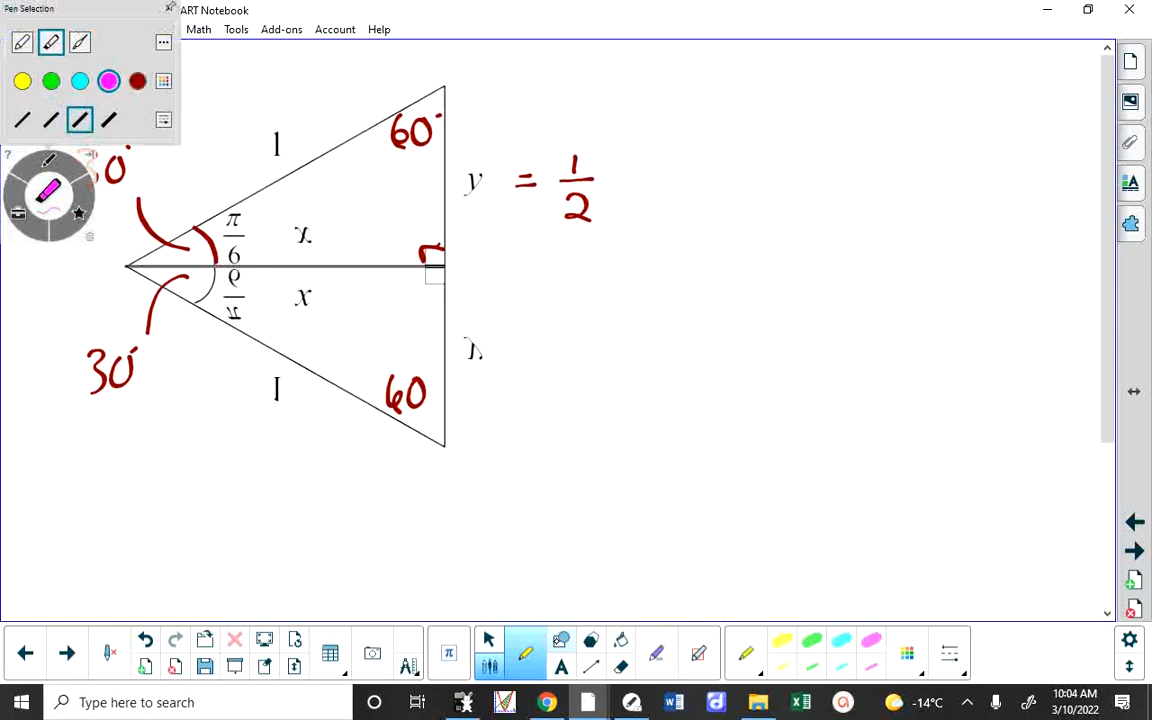 Pen Selection
ART Notebook
Math Tools Add-ons Account Help
1
60°
0°
y = 1/2
π/6
x
6/π
x
y
30°
1
60
π
A
Type here to search
-14°C
10:04 AM
3/10/2022